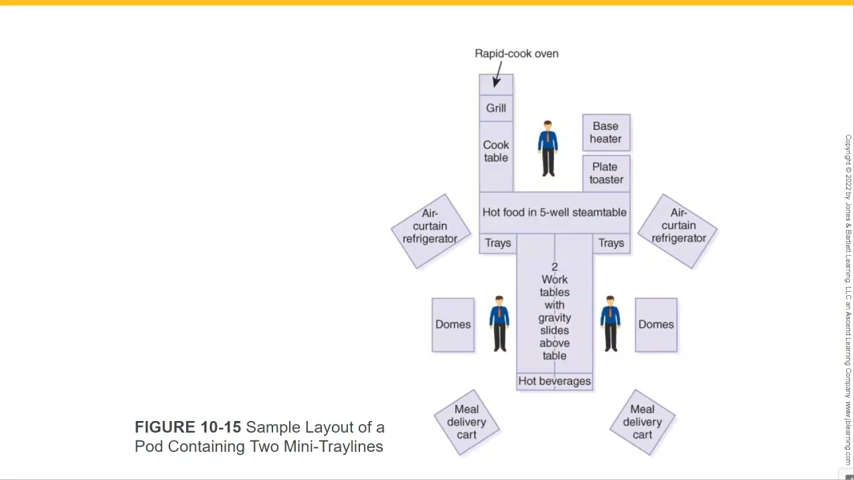 Rapid-cook oven
Grill
Cook
table
Base
heater
Plate
toaster
Hot food in 5-well steamtable
Air-
curtain
refrigerator
Air-
curtain
refrigerator
Trays
Trays
2
Work
tables
with
gravity
slides
above
table
Domes
Domes
Hot beverages
Meal
delivery
cart
Meal
delivery
cart
FIGURE 10-15 Sample Layout of a
Pod Containing Two Mini-Traylines
Copyright © 2022 by Jones & Bartlett Learning, LLC an Ascend Learning Company. www.jblearning.com